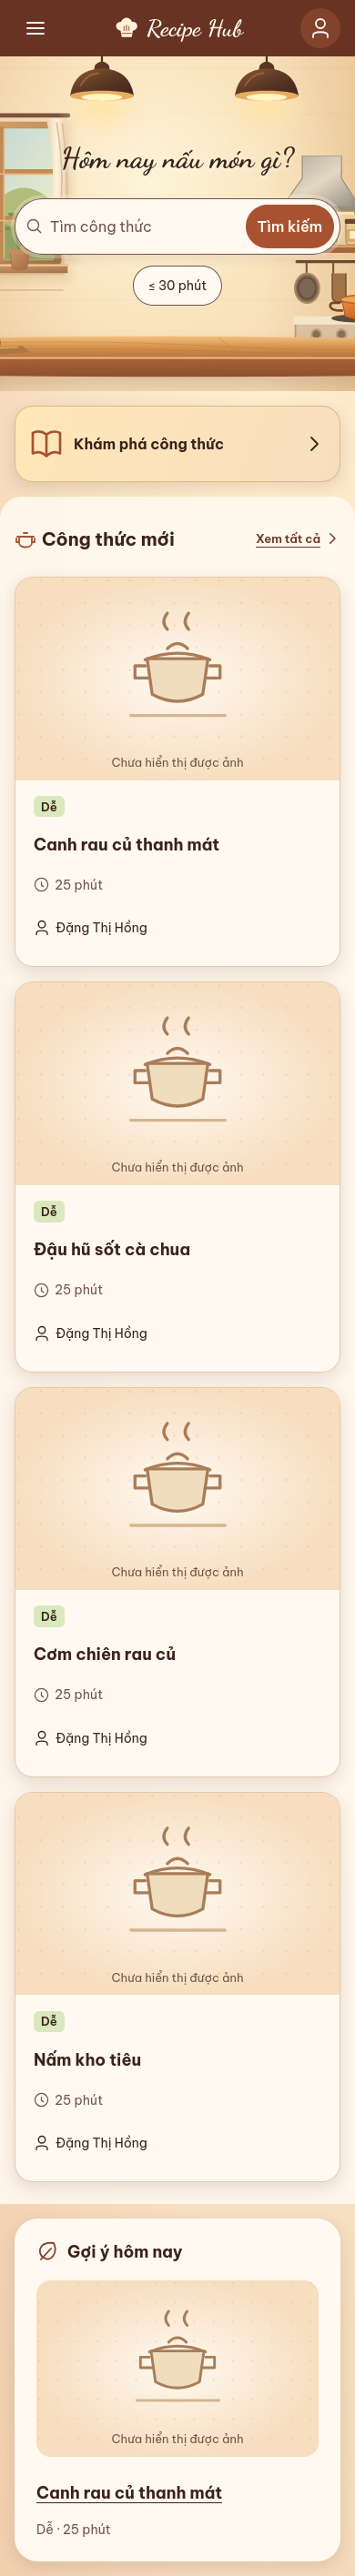 Recipe Hub
Hôm nay nấu món gì?
Tìm công thức
Tìm kiếm
≤ 30 phút
Khám phá công thức
Công thức mới
Xem tất cả
Chưa hiển thị được ảnh
Dễ
Canh rau củ thanh mát
25 phút
Đặng Thị Hồng
Chưa hiển thị được ảnh
Dễ
Đậu hũ sốt cà chua
25 phút
Đặng Thị Hồng
Chưa hiển thị được ảnh
Dễ
Cơm chiên rau củ
25 phút
Đặng Thị Hồng
Chưa hiển thị được ảnh
Dễ
Nấm kho tiêu
25 phút
Đặng Thị Hồng
Gợi ý hôm nay
Chưa hiển thị được ảnh
Canh rau củ thanh mát
Dễ · 25 phút